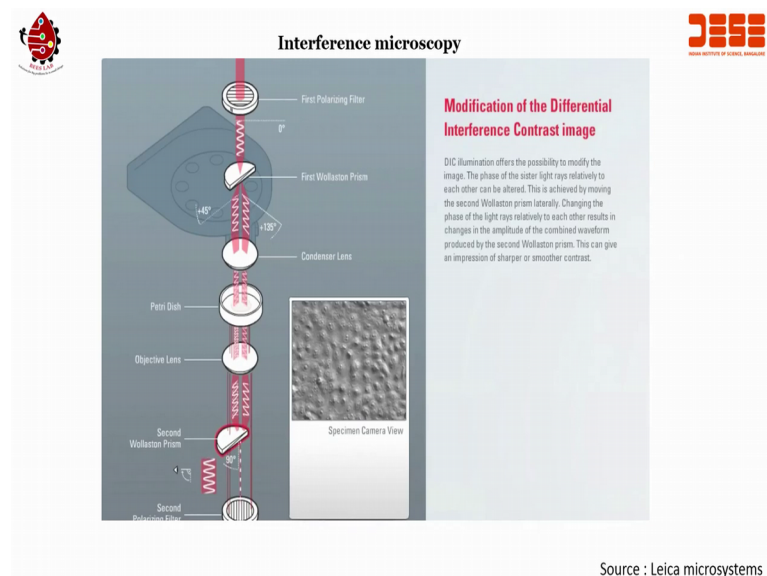 Interference microscopy
BEES LAB
DESE
INDIAN INSTITUTE OF SCIENCE, BANGALORE
First Polarizing Filter
0°
First Wollaston Prism
+45°
+135°
Condenser Lens
Petri Dish
Objective Lens
Second
Wollaston Prism
90°
Second
Polarizing Filter
Specimen Camera View
Modification of the Differential
Interference Contrast image
DIC illumination offers the possibility to modify the
image. The phase of the sister light rays relatively to
each other can be altered. This is achieved by moving
the second Wollaston prism laterally. Changing the
phase of the light rays relatively to each other results in
changes in the amplitude of the combined waveform
produced by the second Wollaston prism. This can give
an impression of sharper or smoother contrast.
Source : Leica microsystems